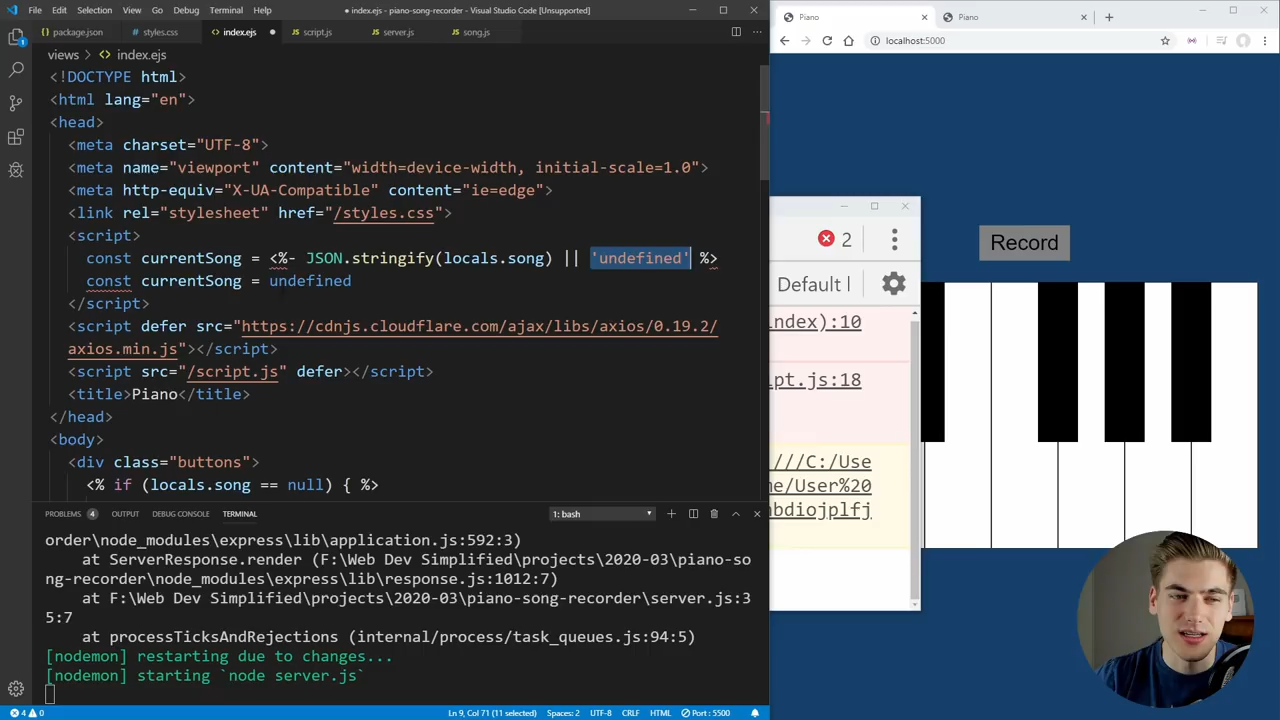 File Edit Selection View Go Debug Terminal Help
● index.ejs - piano-song-recorder - Visual Studio Code [Unsupported]
package.json
styles.css
index.ejs
script.js
server.js
song.js
views > index.ejs
<!DOCTYPE html>
<html lang="en">
<head>
<meta charset="UTF-8">
<meta name="viewport" content="width=device-width, initial-scale=1.0">
<meta http-equiv="X-UA-Compatible" content="ie=edge">
<link rel="stylesheet" href="/styles.css">
<script>
const currentSong = <%- JSON.stringify(locals.song) || 'undefined' %>
const currentSong = undefined
</script>
<script defer src="https://cdnjs.cloudflare.com/ajax/libs/axios/0.19.2/
axios.min.js"></script>
<script src="/script.js" defer></script>
<title>Piano</title>
</head>
<body>
<div class="buttons">
<% if (locals.song == null) { %>
PROBLEMS 4 OUTPUT DEBUG CONSOLE TERMINAL 1: bash
order\node_modules\express\lib\application.js:592:3)
at ServerResponse.render (F:\Web Dev Simplified\projects\2020-03\piano-so
ng-recorder\node_modules\express\lib\response.js:1012:7)
at F:\Web Dev Simplified\projects\2020-03\piano-song-recorder\server.js:3
5:7
at processTicksAndRejections (internal/process/task_queues.js:94:5)
[nodemon] restarting due to changes...
[nodemon] starting `node server.js`
4 0 Ln 9, Col 71 (11 selected) Spaces: 2 UTF-8 CRLF HTML Port : 5500
1
Piano
Piano
localhost:5000
Record
2
Default l
index):10
ipt.js:18
///C:/Use
me/User%20
abdiojplfj